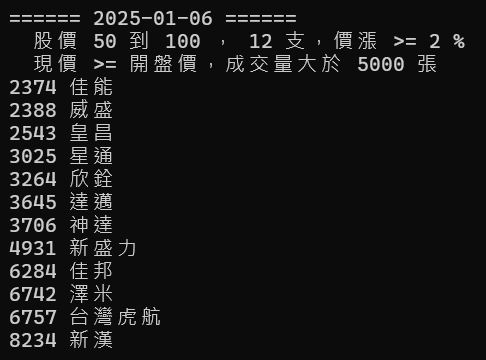 ====== 2025-01-06 ======
股價 50 到 100 , 12 支,價漲 >= 2 %
現價 >= 開盤價,成交量大於 5000 張
2374 佳能
2388 威盛
2543 皇昌
3025 星通
3264 欣銓
3645 達邁
3706 神達
4931 新盛力
6284 佳邦
6742 澤米
6757 台灣虎航
8234 新漢